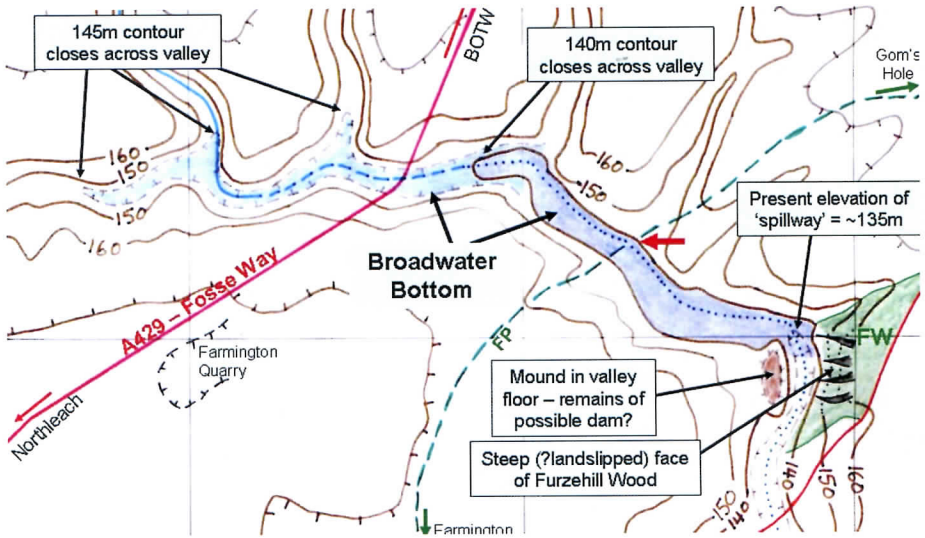 145m contour
closes across valley
BOTW
140m contour
closes across valley
Gom's
Hole
160
150
150
160
160
150
Present elevation of
'spillway' = ~135m
Broadwater
Bottom
A429 – Fosse Way
FP
FW
Farmington
Quarry
Northleach
Mound in valley
floor – remains of
possible dam?
Steep (?landslipped) face
of Furzehill Wood
150
140
140
150
160
Farmington